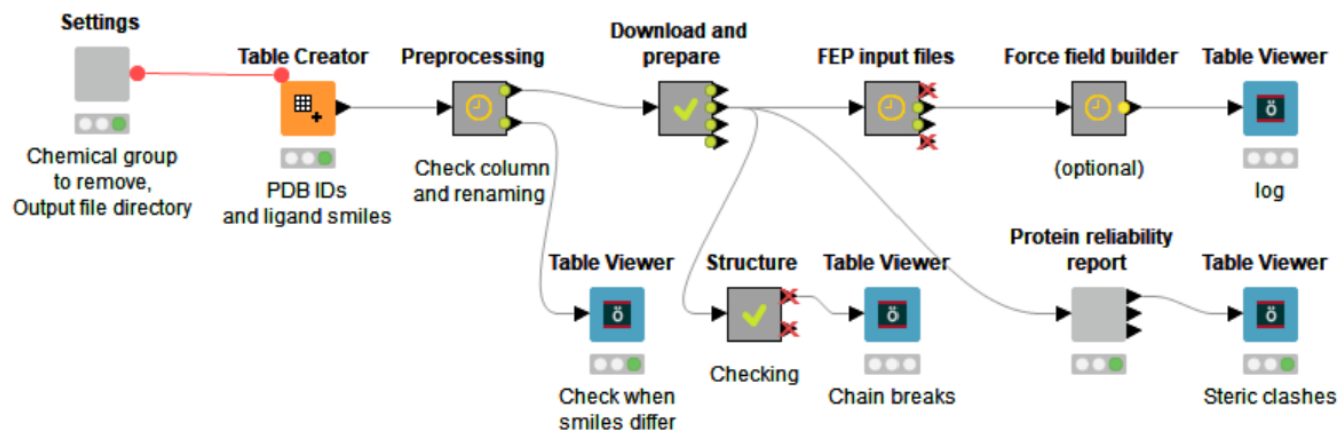 Settings
Chemical group
to remove,
Output file directory
Table Creator
PDB IDs
and ligand smiles
Preprocessing
Check column
and renaming
Download and
prepare
FEP input files
Force field builder
(optional)
Table Viewer
ö
log
Table Viewer
ö
Check when
smiles differ
Structure
Checking
Table Viewer
ö
Chain breaks
Protein reliability
report
Table Viewer
ö
Steric clashes